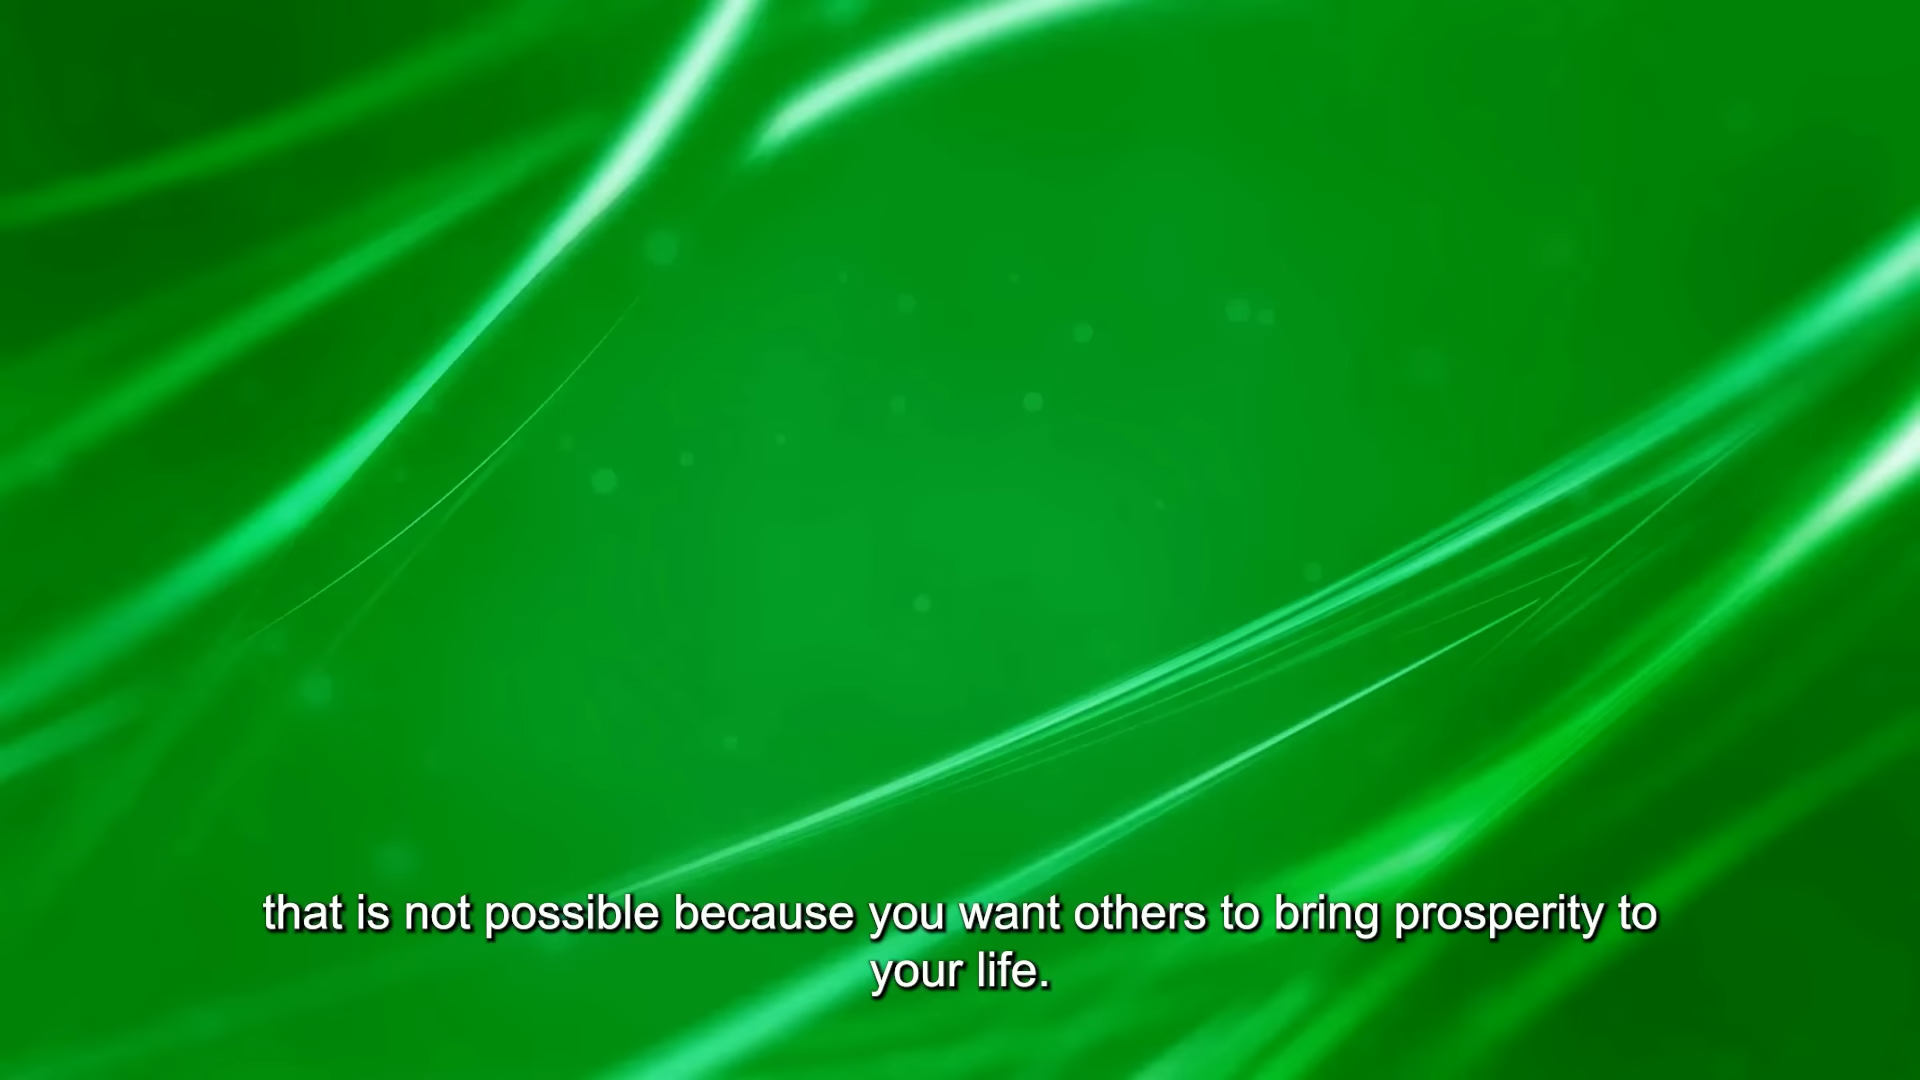 that is not possible because you want others to bring prosperity to
your life.